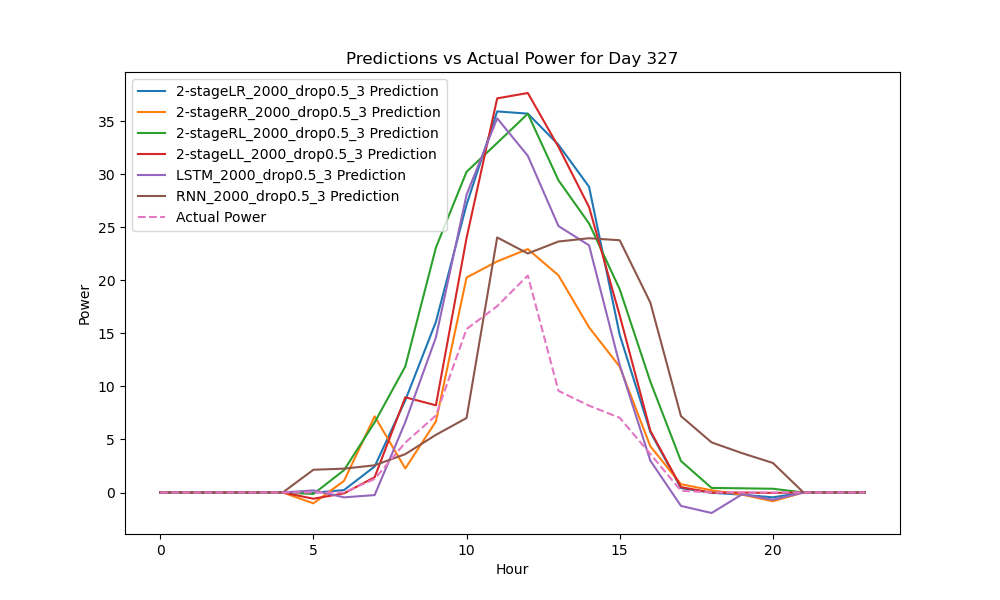 Predictions vs Actual Power for Day 327
2-stageLR_2000_drop0.5_3 Prediction
2-stageRR_2000_drop0.5_3 Prediction
2-stageRL_2000_drop0.5_3 Prediction
2-stageLL_2000_drop0.5_3 Prediction
LSTM_2000_drop0.5_3 Prediction
RNN_2000_drop0.5_3 Prediction
Actual Power
Power
35
30
25
20
15
10
5
0
0 5 10 15 20
Hour